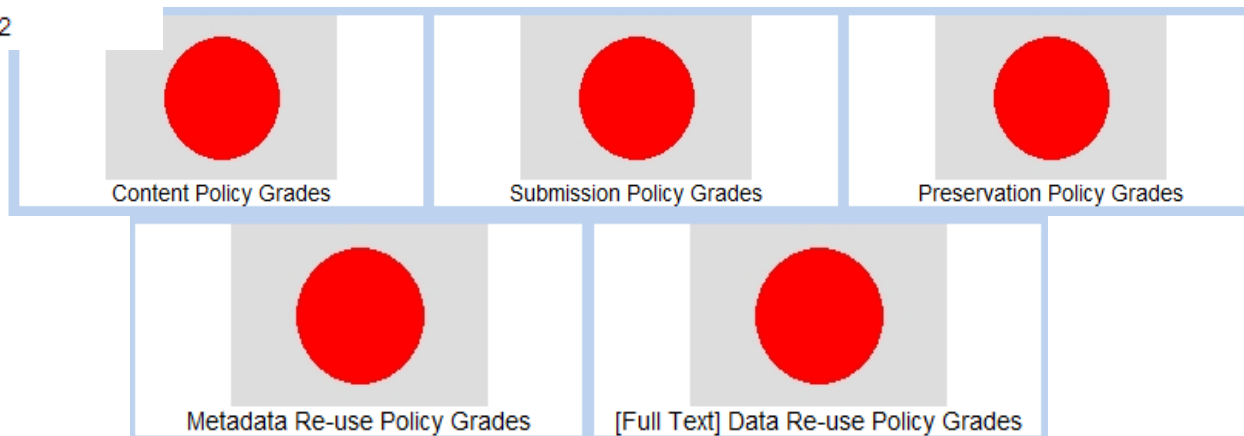 2
Content Policy Grades
Submission Policy Grades
Preservation Policy Grades
Metadata Re-use Policy Grades
[Full Text] Data Re-use Policy Grades